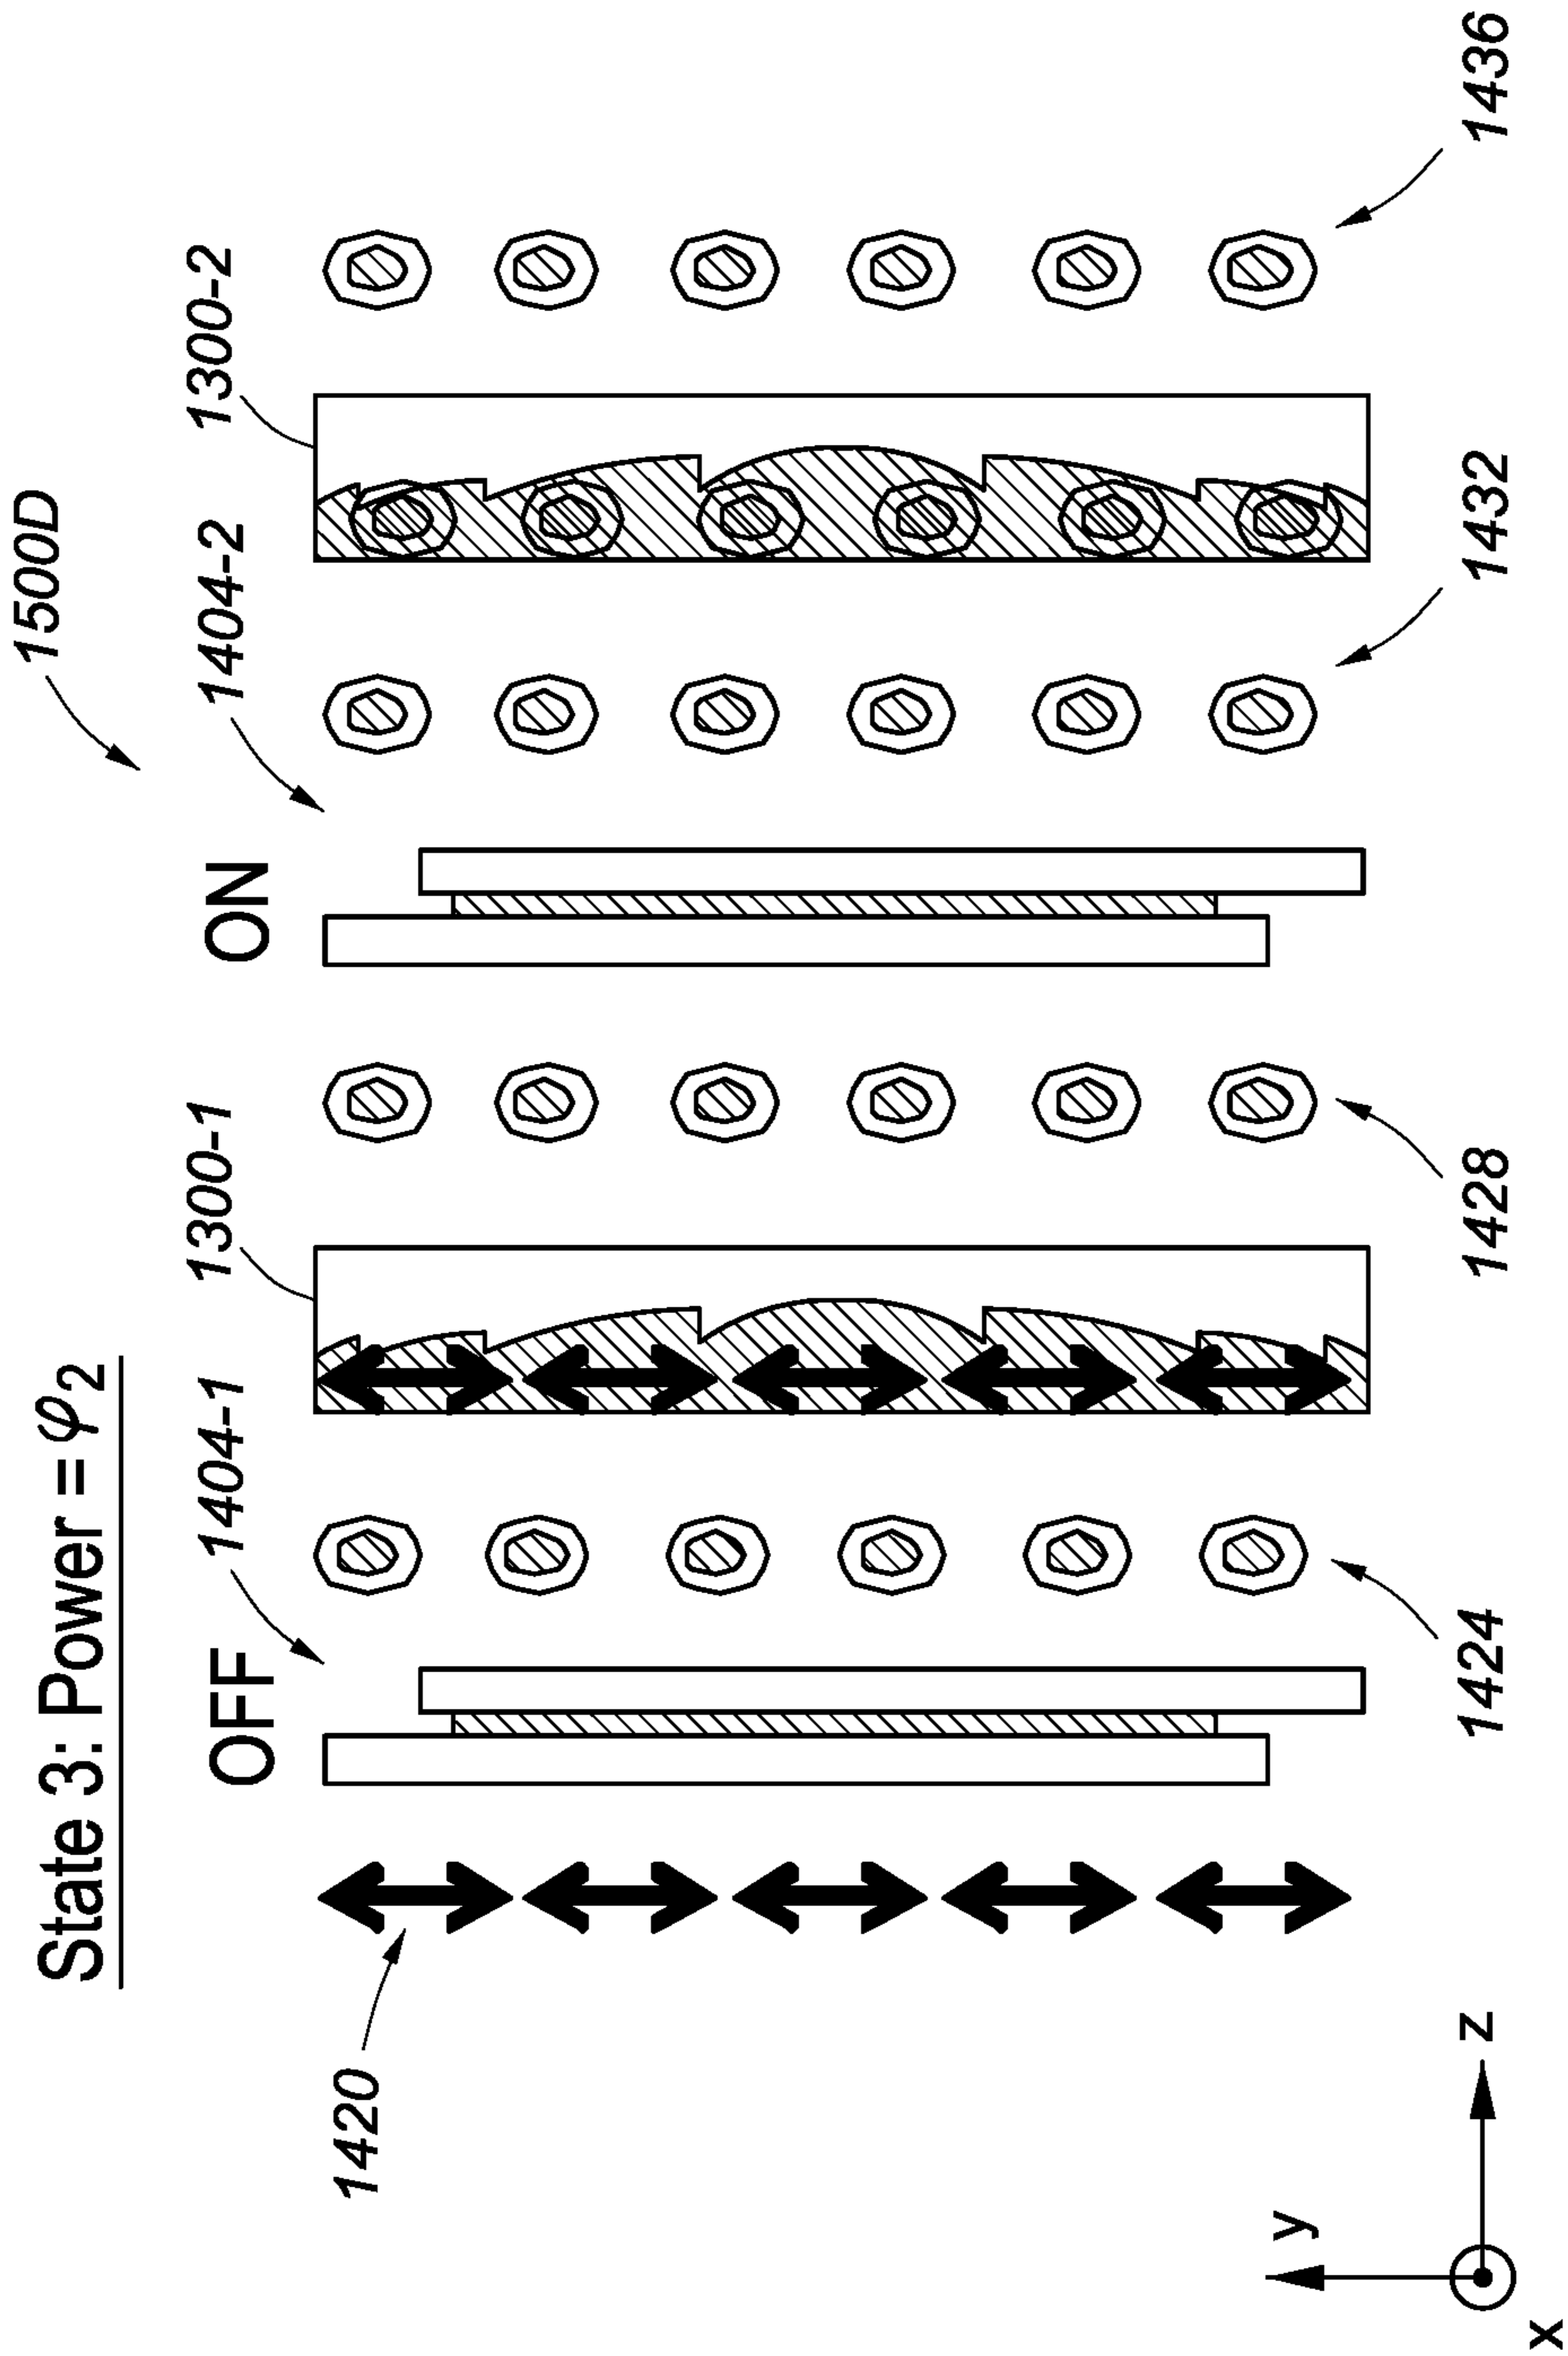 State 3: Power = φ2
1500D
OFF
1404-1
1300-1
ON
1404-2
1300-2
1420
1424
1428
1432
1436
y
z
x